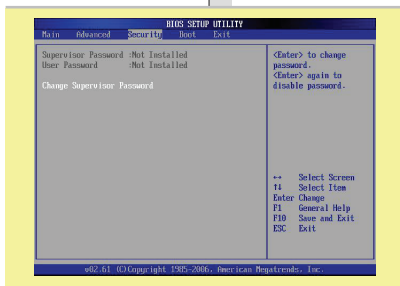 BIOS SETUP UTILITY
Main Advanced Security Boot Exit
Supervisor Password :Not Installed
User Password :Not Installed
Change Supervisor Password
<Enter> to change
password.
<Enter> again to
disable password.
↔ Select Screen
↑↓ Select Item
Enter Change
F1 General Help
F10 Save and Exit
ESC Exit
v02.61 (C)Copyright 1985-2006, American Megatrends, Inc.